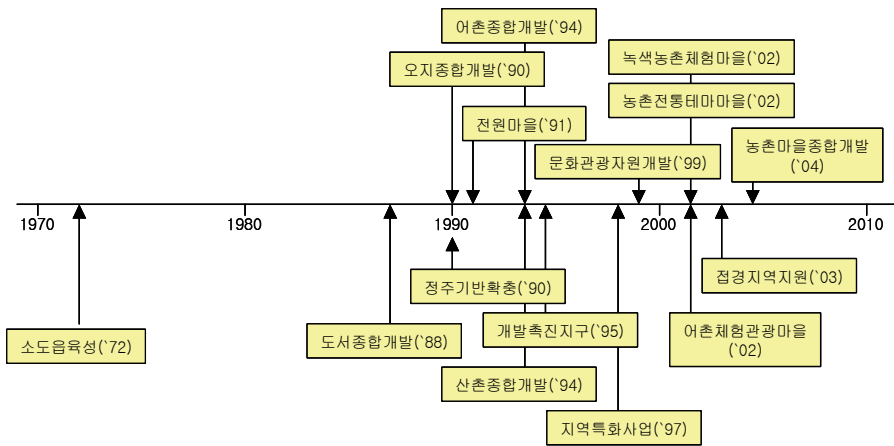 어촌종합개발(`94)
오지종합개발(`90)
녹색농촌체험마을(`02)
농촌전통테마마을(`02)
전원마을(`91)
문화관광자원개발(`99)
농촌마을종합개발
(`04)
1970
1980
1990
2000
2010
정주기반확충(`90)
접경지역지원(`03)
소도읍육성(`72)
도서종합개발(`88)
개발촉진지구(`95)
어촌체험관광마을
(`02)
산촌종합개발(`94)
지역특화사업(`97)